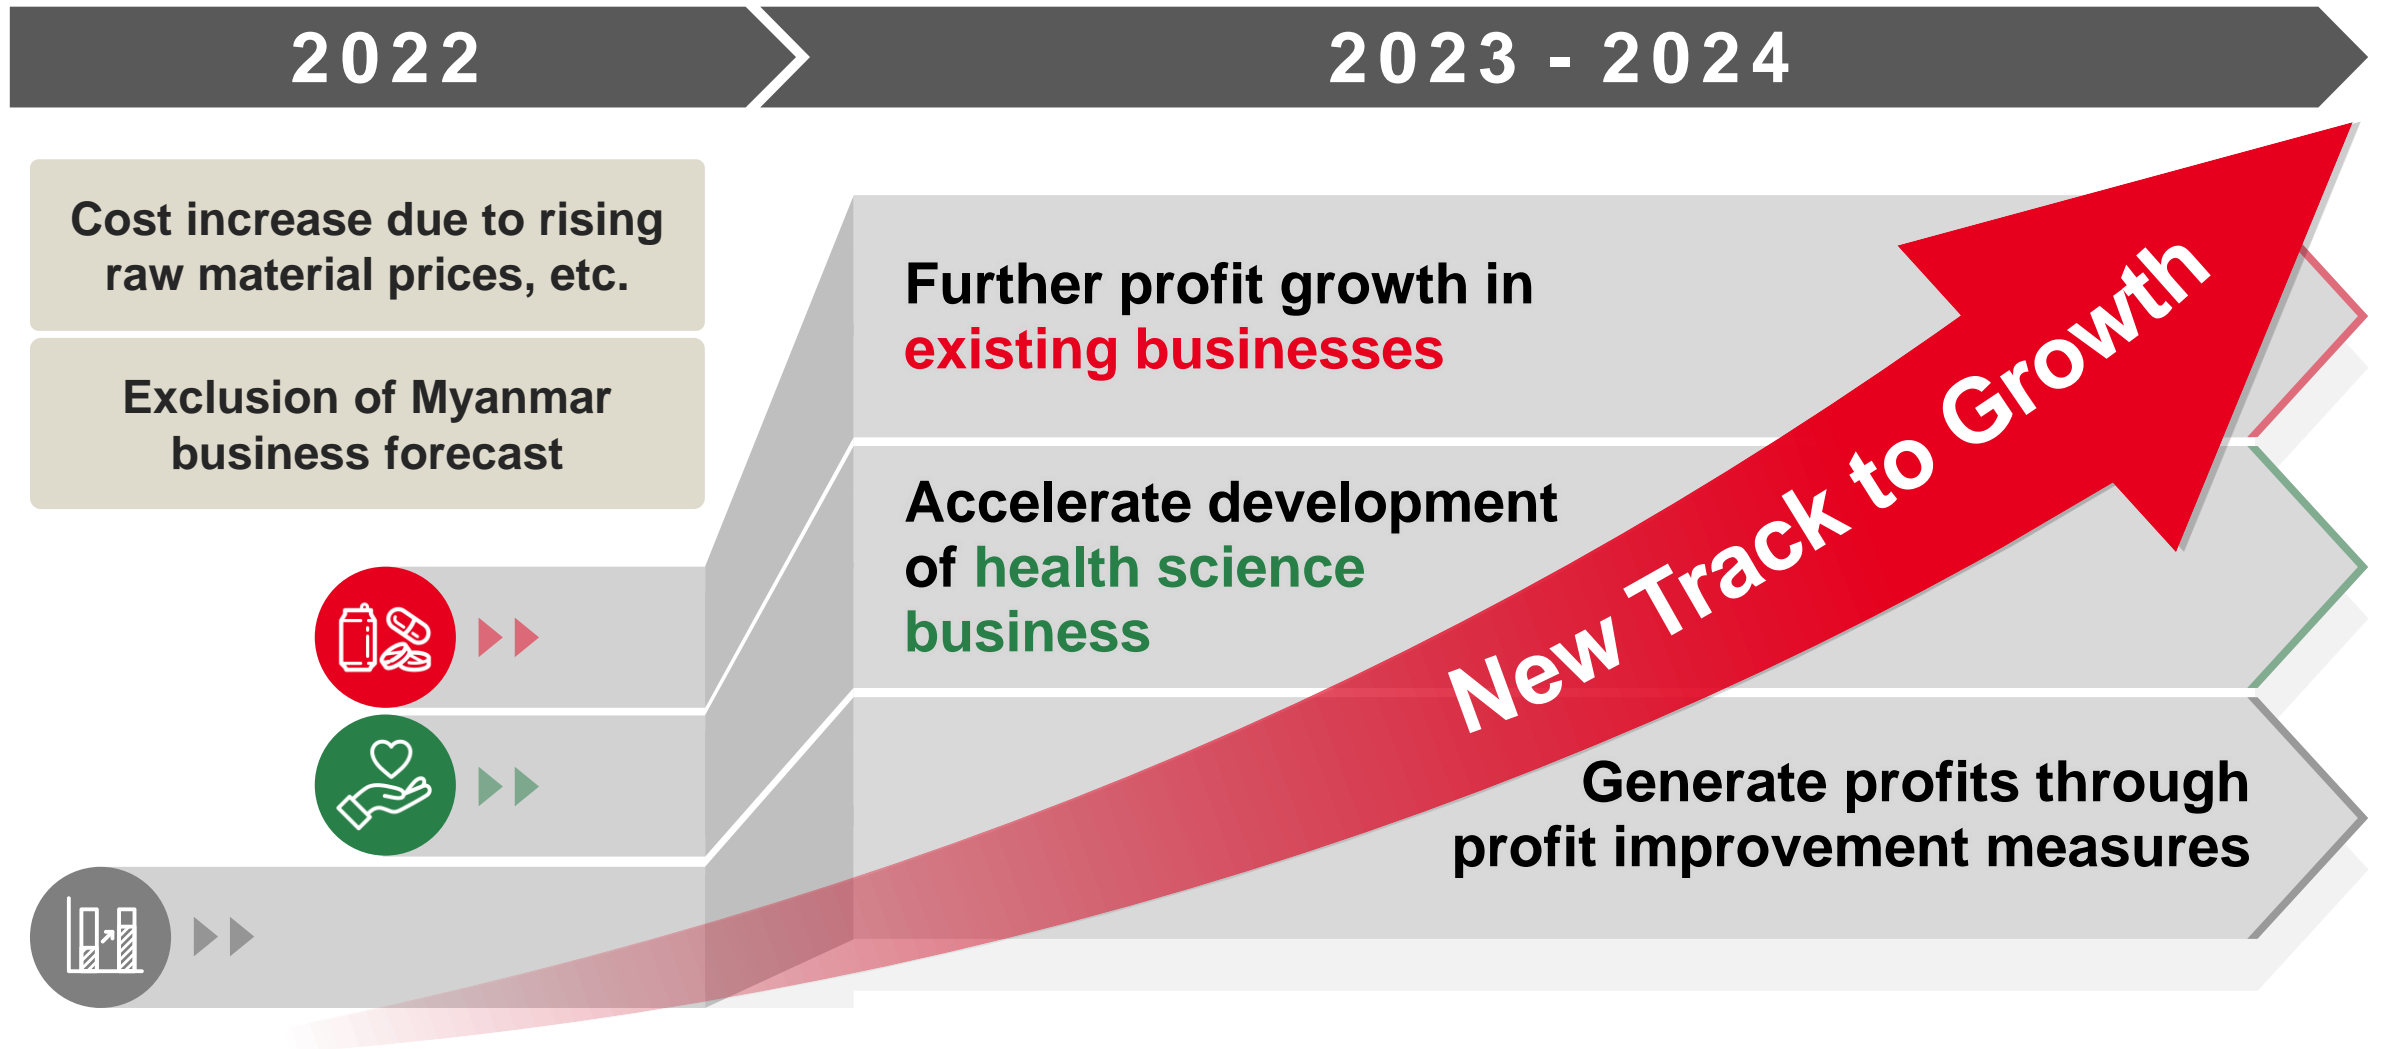 2022
2023 - 2024
Cost increase due to rising
raw material prices, etc.
Exclusion of Myanmar
business forecast
Further profit growth in
existing businesses
Accelerate development
of health science
business
New Track to Growth
Generate profits through
profit improvement measures